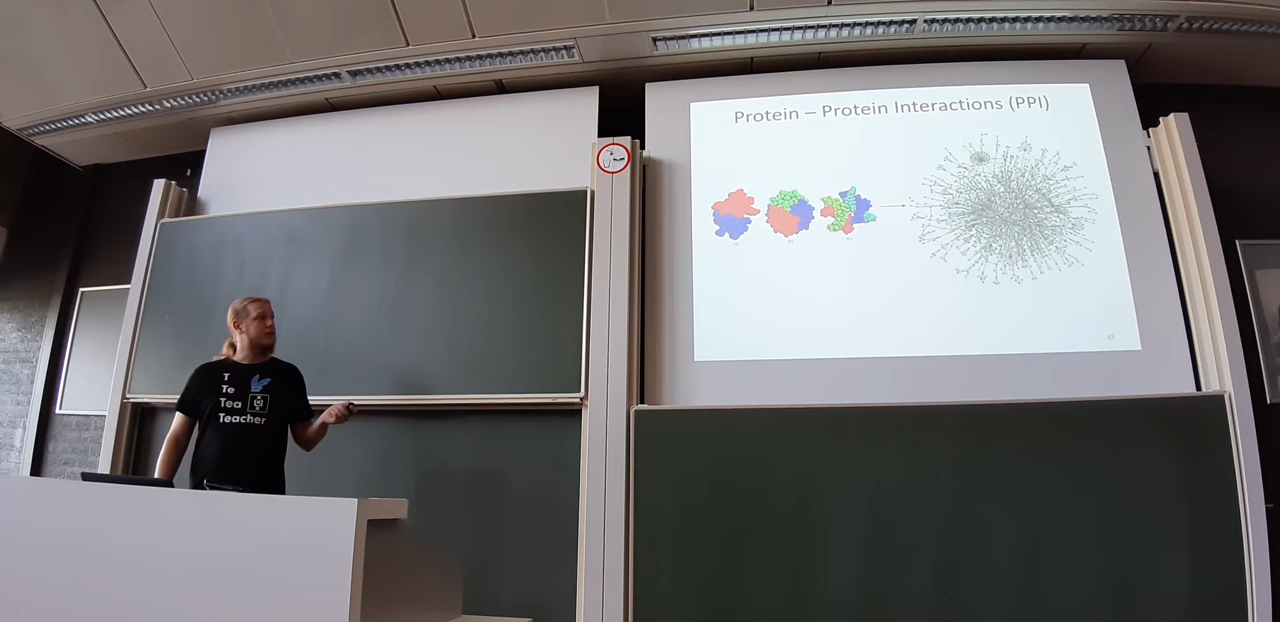 Protein – Protein Interactions (PPI)
T
Te
Tea
Teacher